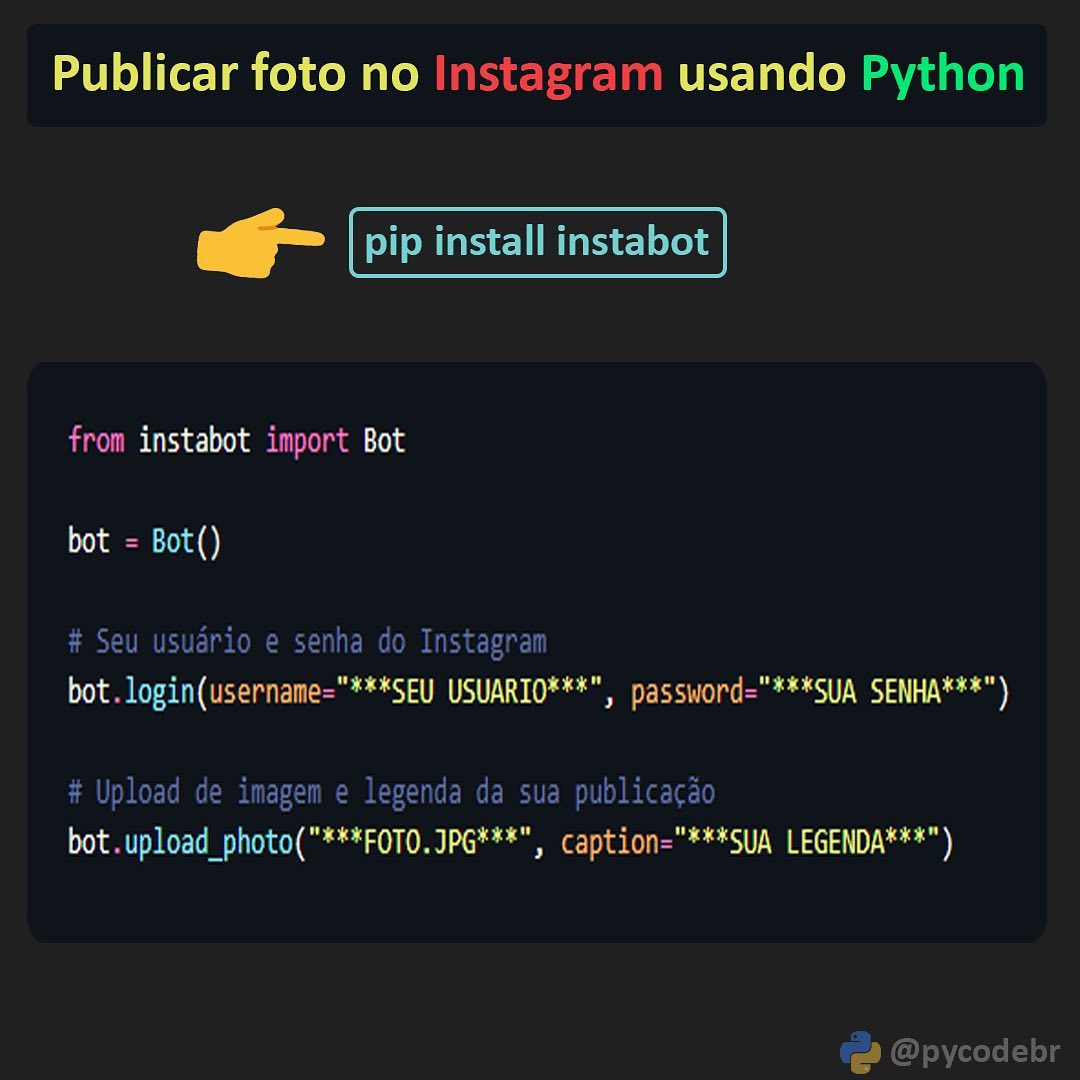 Publicar foto no Instagram usando Python
pip install instabot
from instabot import Bot
bot = Bot()
# Seu usuário e senha do Instagram
bot.login(username="***SEU USUARIO***", password="***SUA SENHA***")
# Upload de imagem e legenda da sua publicação
bot.upload_photo("***FOTO.JPG***", caption="***SUA LEGENDA***")
@pycodebr